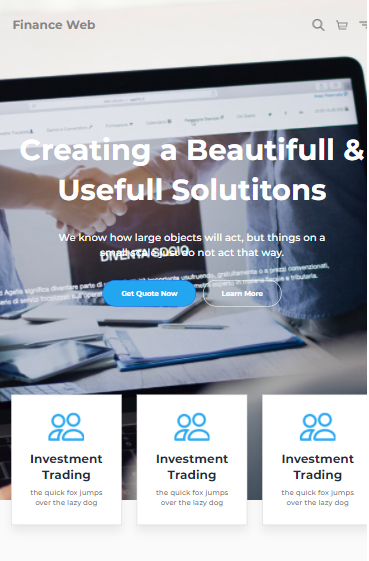 Finance Web
Creating a Beautifull &
Usefull Solutitons
We know how large objects will act, but things on a
small scale just do not act that way.
DIVENTA SOCIO
Get Quote Now
Learn More
Investment
Trading
the quick fox jumps
over the lazy dog
Investment
Trading
the quick fox jumps
over the lazy dog
Investment
Trading
the quick fox jumps
over the lazy dog